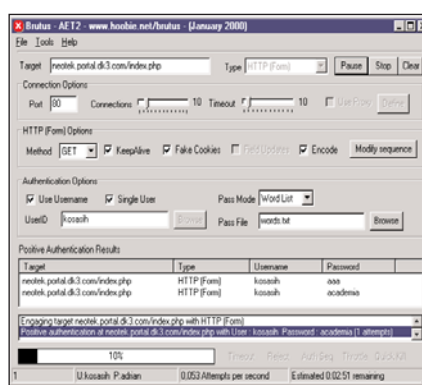 Brutus - AET2 - www.hoobie.net/brutus - (January 2000)
File Tools Help
Target neotek.portal.dk3.com/index.php Type HTTP (Form) Pause Stop Clear
Connection Options
Port 80 Connections 10 Timeout 10 Use Proxy Define
HTTP (Form) Options
Method GET KeepAlive Fake Cookies Field Updates Encode Modify sequence
Authentication Options
Use Username Single User Pass Mode Word List
UserID kosasih Browse Pass File words.txt Browse
Positive Authentication Results
Target Type Username Password
neotek.portal.dk3.com/index.php HTTP (Form) kosasih aaa
neotek.portal.dk3.com/index.php HTTP (Form) kosasih academia
Engaging target neotek.portal.dk3.com/index.php with HTTP (Form)
Positive authentication at neotek.portal.dk3.com/index.php with User : kosasih Password : academia (1 attempts)
10% Timeout Reject Auth Seq Throttle Quick Kill
1 U:kosasih P:adrian 0.053 Attempts per second Estimated 0:02:51 remaining